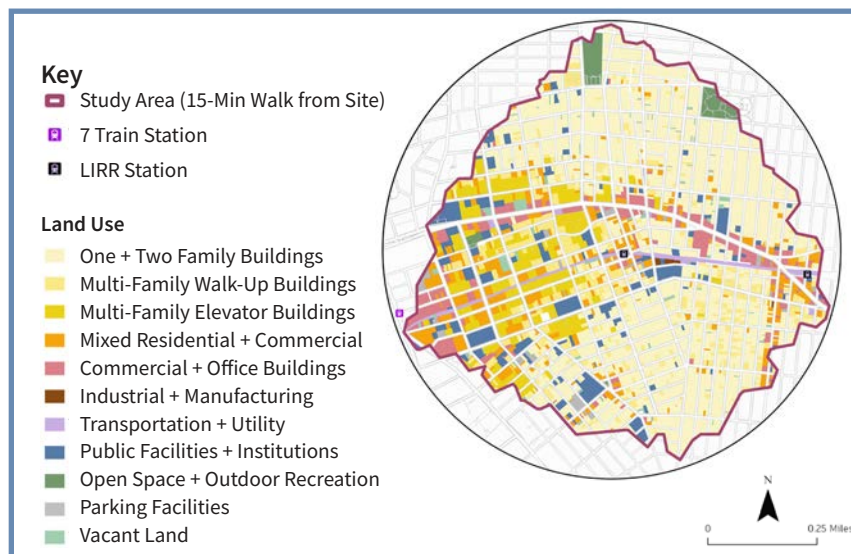 Key
Study Area (15-Min Walk from Site)
7 Train Station
LIRR Station
Land Use
One + Two Family Buildings
Multi-Family Walk-Up Buildings
Multi-Family Elevator Buildings
Mixed Residential + Commercial
Commercial + Office Buildings
Industrial + Manufacturing
Transportation + Utility
Public Facilities + Institutions
Open Space + Outdoor Recreation
Parking Facilities
Vacant Land
N
0 0.25 Miles